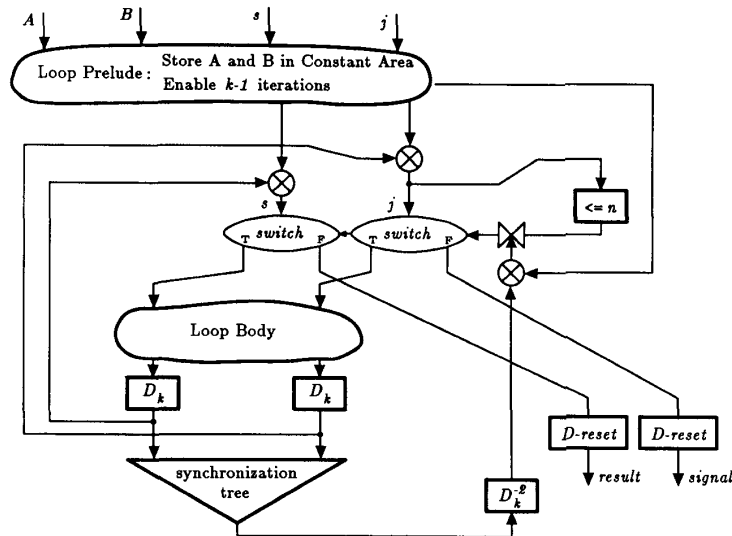 A B s j
Loop Prelude : Store A and B in Constant Area
Enable k-1 iterations
<= n
s j
T switch F T switch F
Loop Body
D_k D_k
D-reset D-reset
synchronization
tree
D_k^-2
result signal